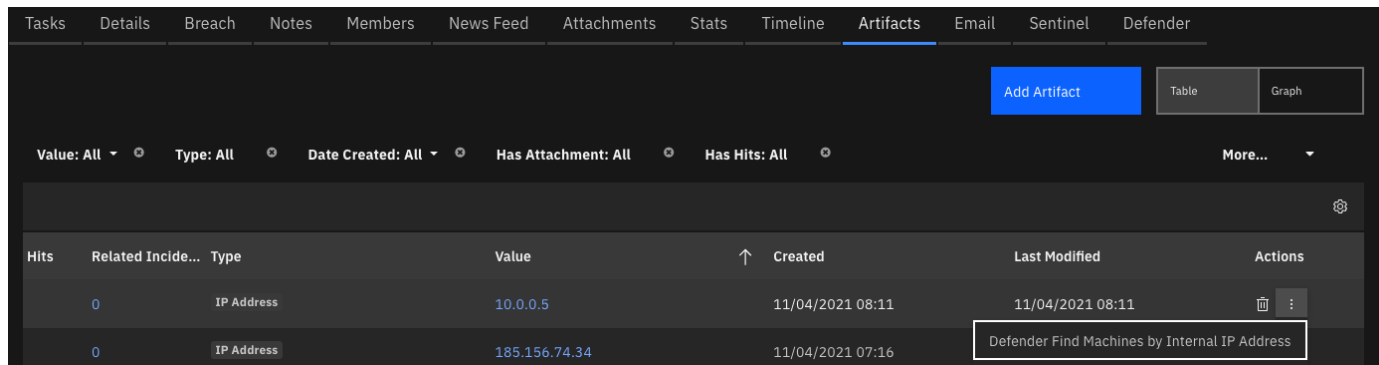 Tasks Details Breach Notes Members News Feed Attachments Stats Timeline Artifacts Email Sentinel Defender
Add Artifact Table Graph
Value: All Type: All Date Created: All Has Attachment: All Has Hits: All More...
Hits Related Incide... Type Value Created Last Modified Actions
0 IP Address 10.0.0.5 11/04/2021 08:11 11/04/2021 08:11
Defender Find Machines by Internal IP Address
0 IP Address 185.156.74.34 11/04/2021 07:16